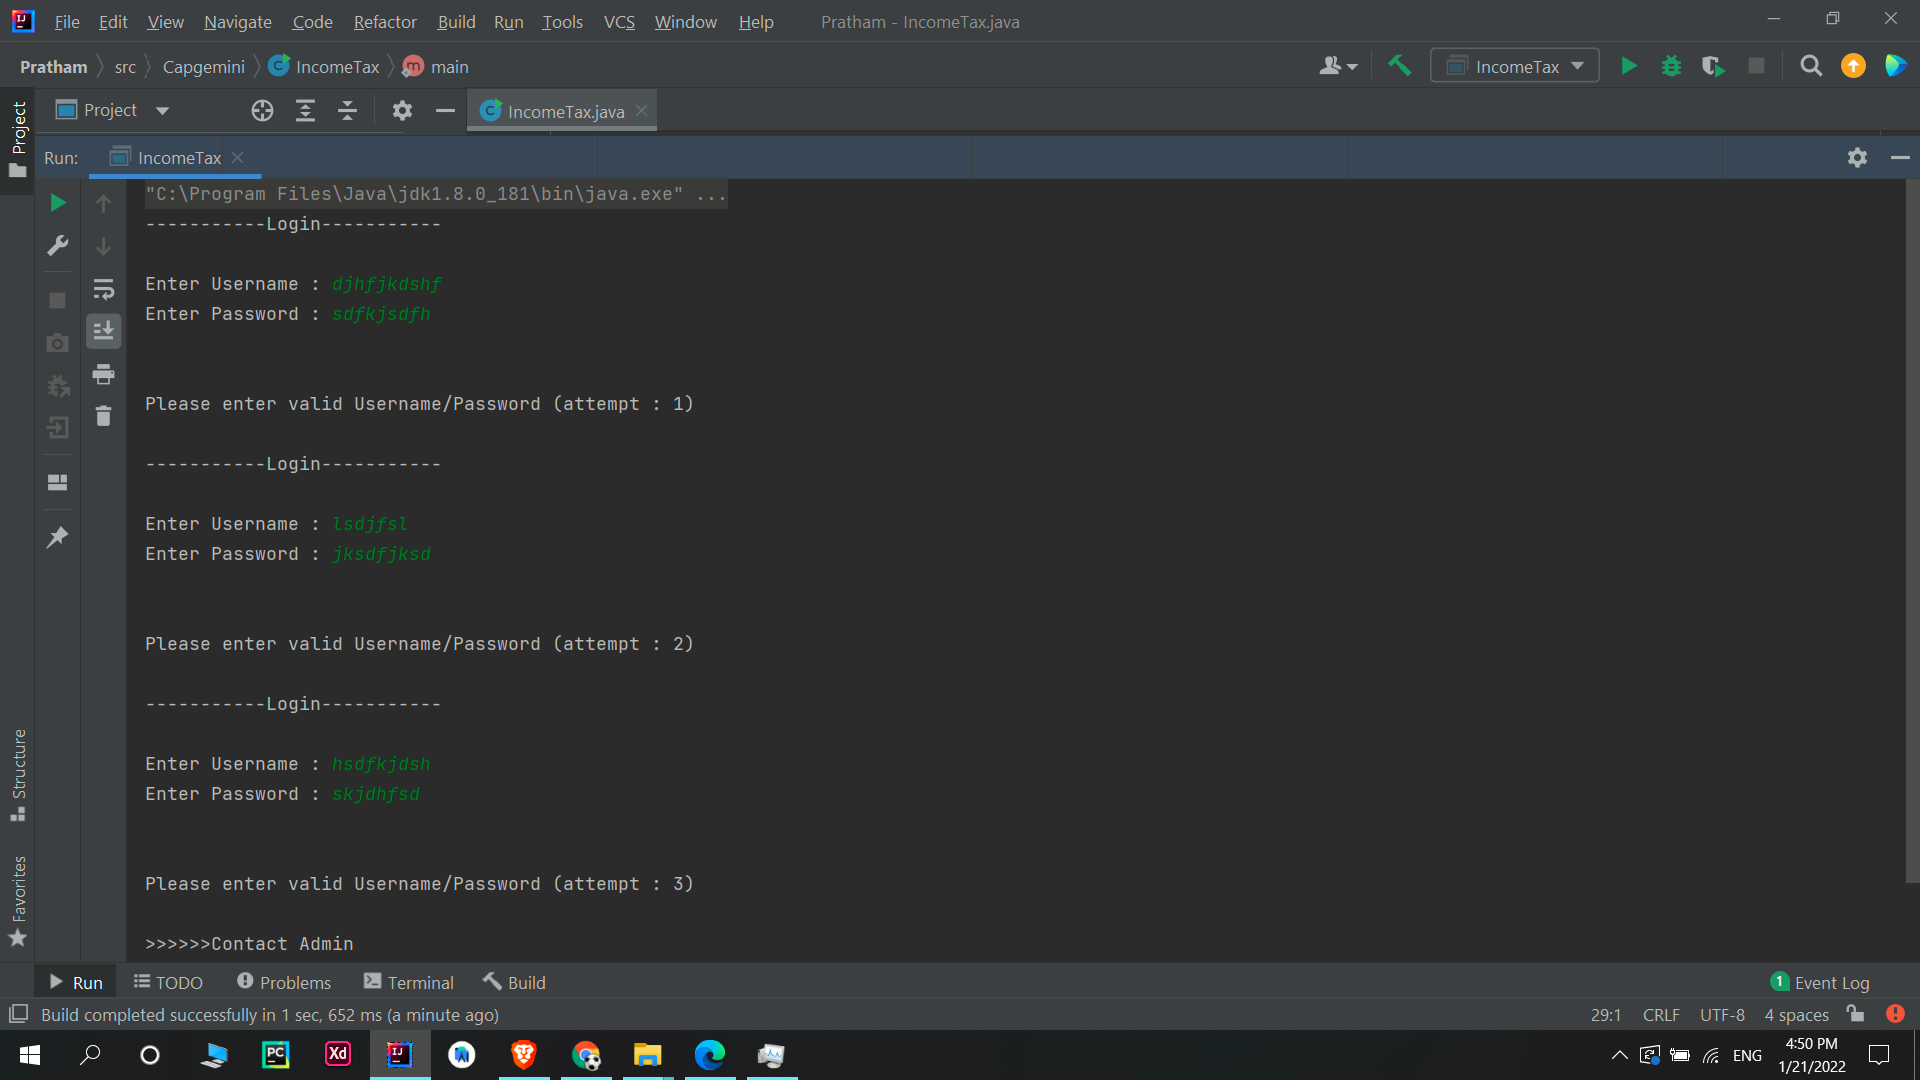 File Edit View Navigate Code Refactor Build Run Tools VCS Window Help Pratham - IncomeTax.java
Pratham src Capgemini IncomeTax main IncomeTax
Project Project IncomeTax.java
Run: IncomeTax
"C:\Program Files\Java\jdk1.8.0_181\bin\java.exe" ...
-----------Login-----------
Enter Username : djhfjkdshf
Enter Password : sdfkjsdfh
Please enter valid Username/Password (attempt : 1)
-----------Login-----------
Enter Username : lsdjfsl
Enter Password : jksdfjksd
Please enter valid Username/Password (attempt : 2)
-----------Login-----------
Enter Username : hsdfkjdsh
Enter Password : skjdhfsd
Please enter valid Username/Password (attempt : 3)
>>>>>>Contact Admin
Structure
Favorites
Run TODO Problems Terminal Build 1 Event Log
Build completed successfully in 1 sec, 652 ms (a minute ago) 29:1 CRLF UTF-8 4 spaces
PC Xd IJ ENG 4:50 PM
1/21/2022